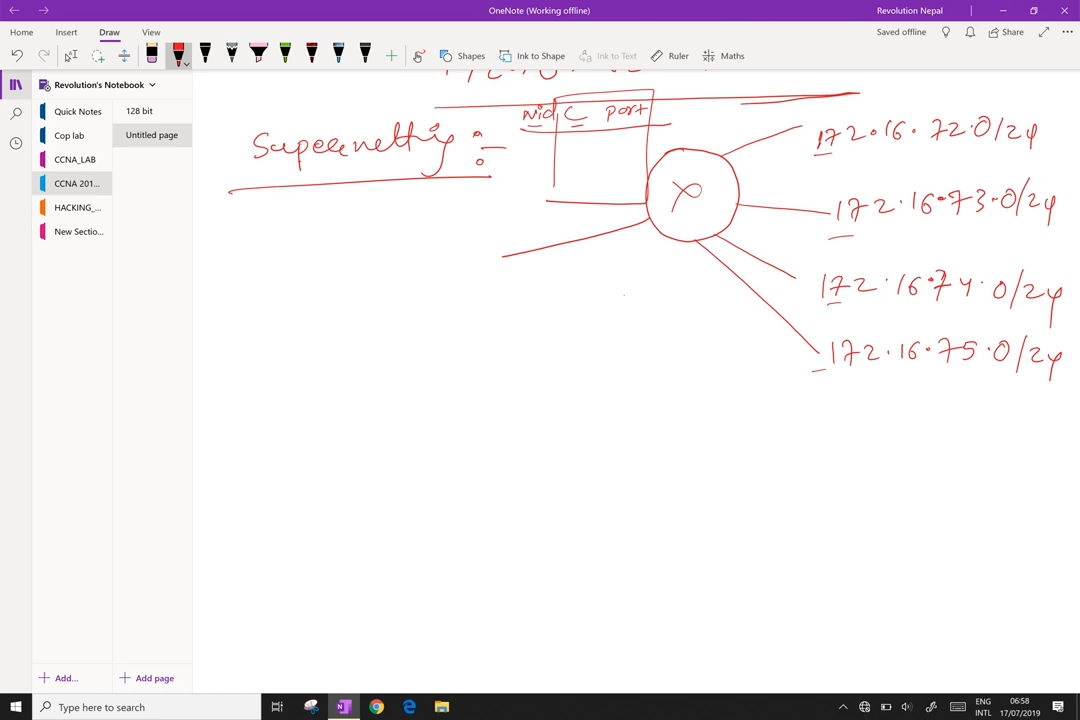 OneNote (Working offline)
Revolution Nepal
Home
Insert
Draw
View
Saved offline
Share
Shapes
Ink to Shape
Ink to Text
Ruler
Maths
Revolution's Notebook
Quick Notes
Cop lab
CCNA_LAB
CCNA 201...
HACKING_...
New Sectio...
128 bit
Untitled page
Nid C port
172.16.72.0/24
172.16.73.0/24
172.16.74.0/24
172.16.75.0/24
Add...
Add page
Type here to search
ENG
INTL
06:58
17/07/2019